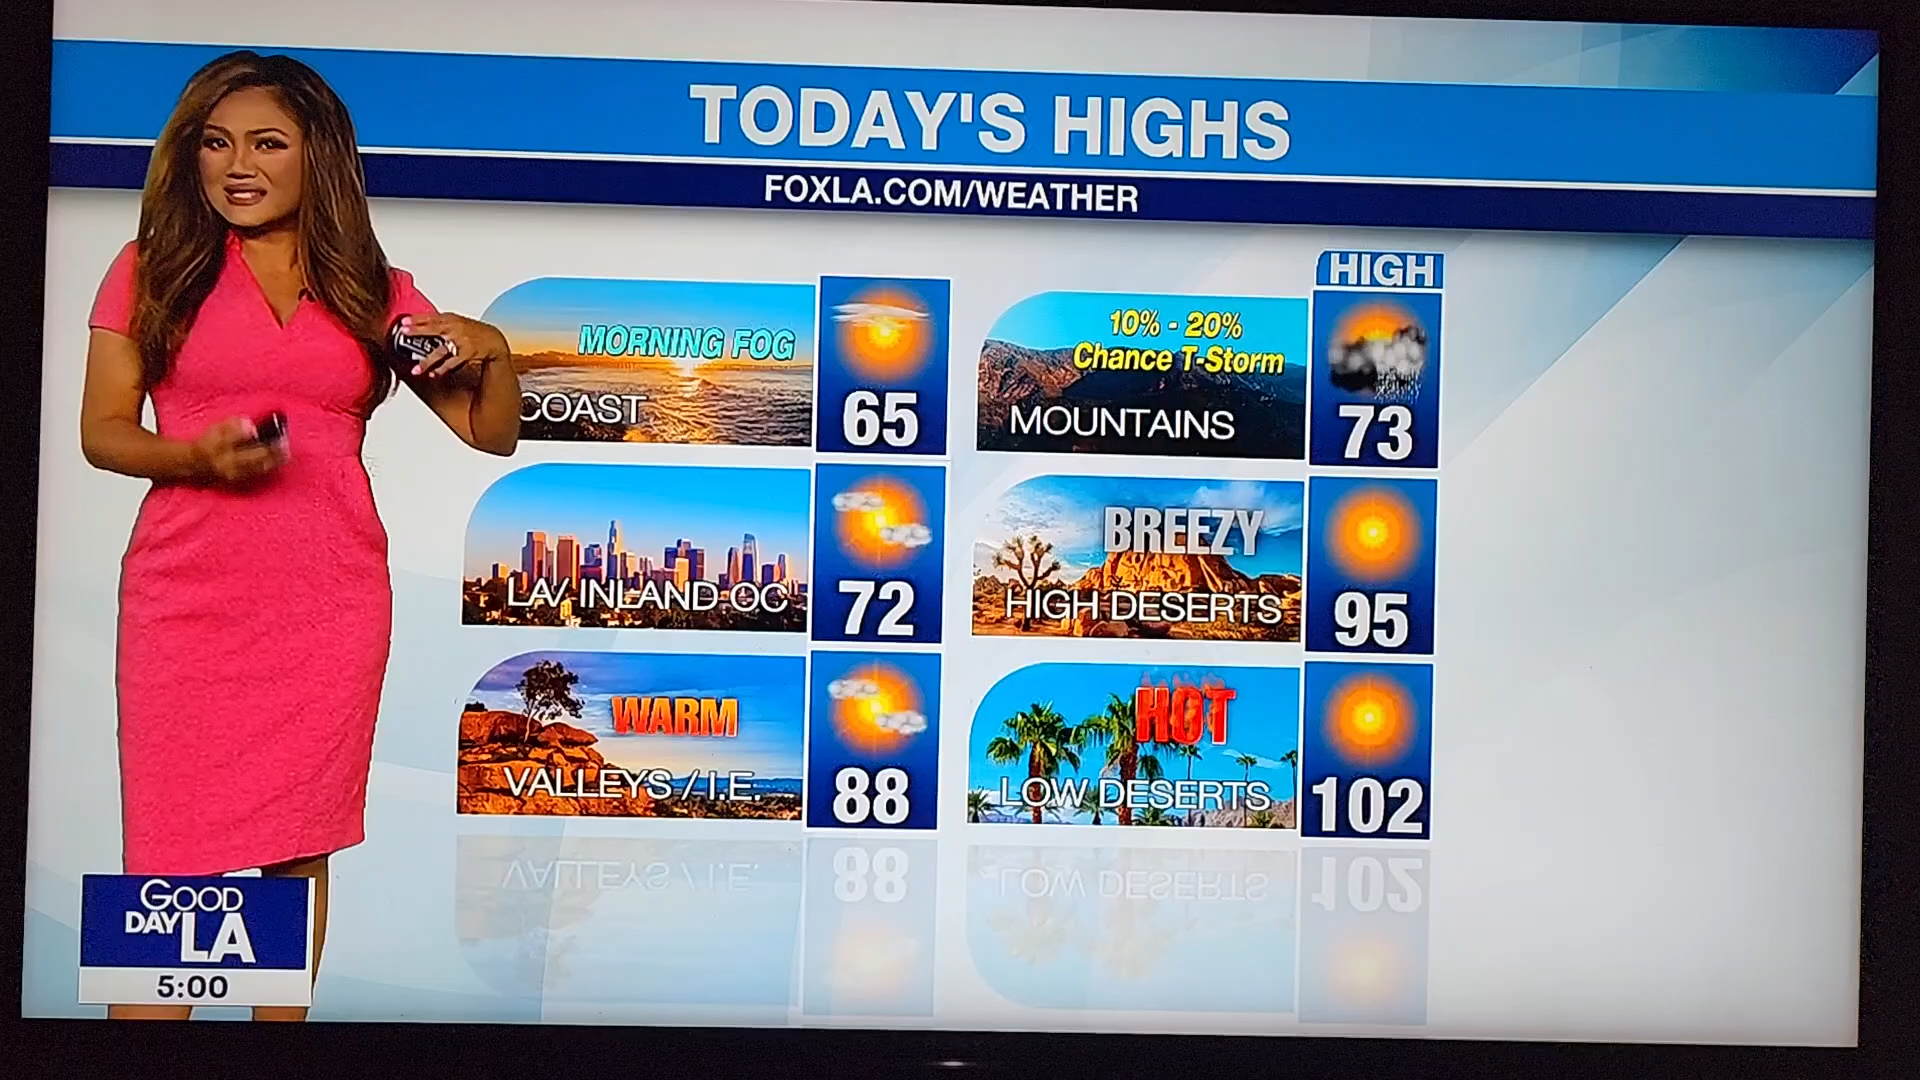 TODAY'S HIGHS
FOXLA.COM/WEATHER
MORNING FOG
COAST
65
LA/ INLAND OC
72
WARM
VALLEYS / I.E.
88
HIGH
10% - 20%
Chance T-Storm
MOUNTAINS
73
BREEZY
HIGH DESERTS
95
HOT
LOW DESERTS
102
GOOD
DAY LA
5:00